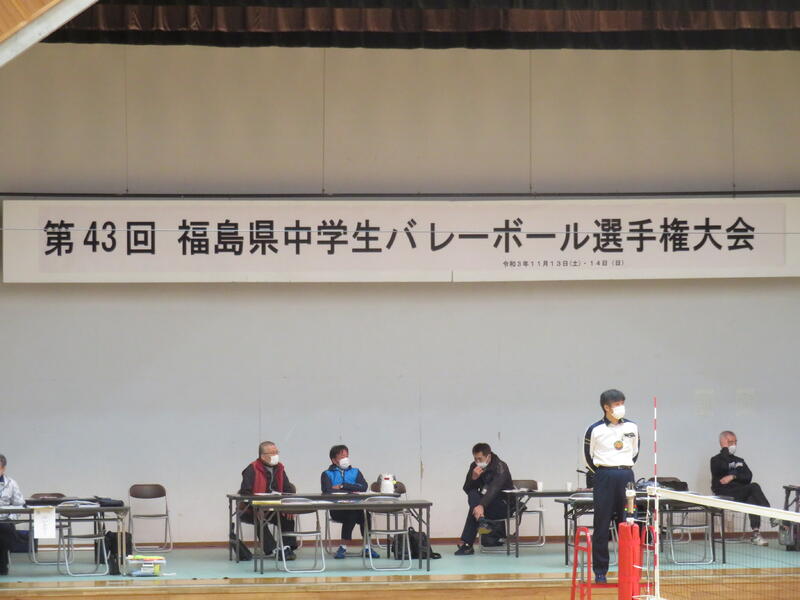 第43回 福島県中学生バレーボール選手権大会
令和3年11月13日(土)・14日(日)